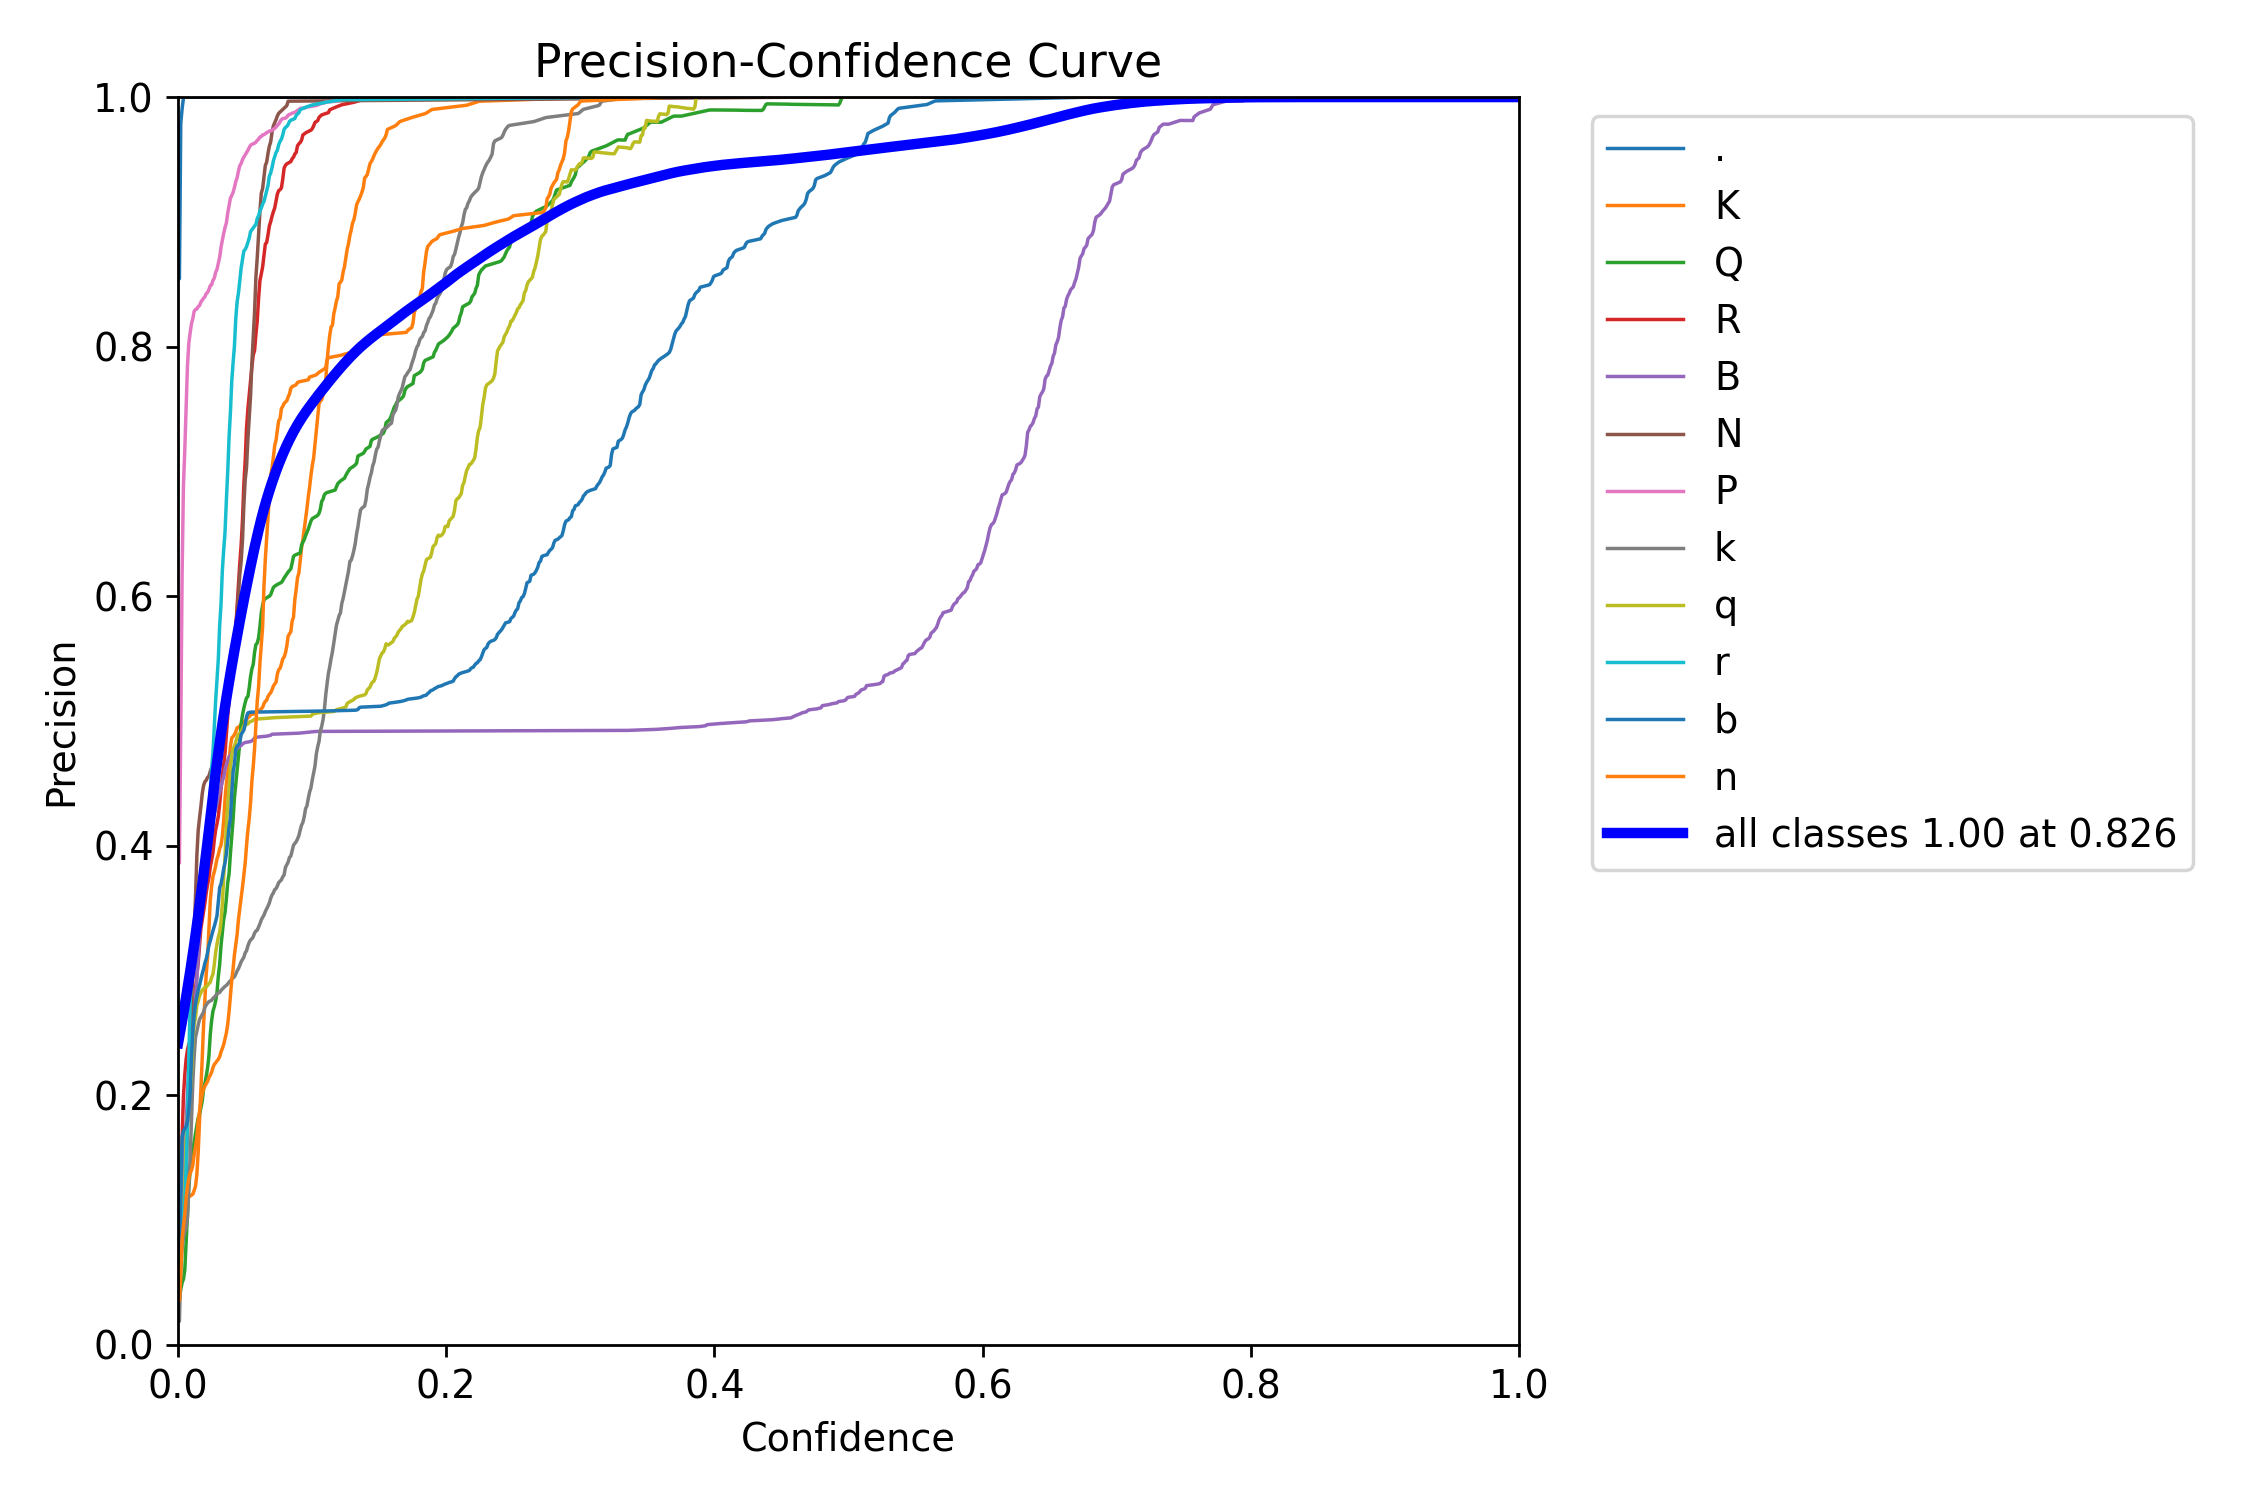 Precision-Confidence Curve
Precision
1.0
0.8
0.6
0.4
0.2
0.0
0.0 0.2 0.4 0.6 0.8 1.0
Confidence
.
K
Q
R
B
N
P
k
q
r
b
n
all classes 1.00 at 0.826